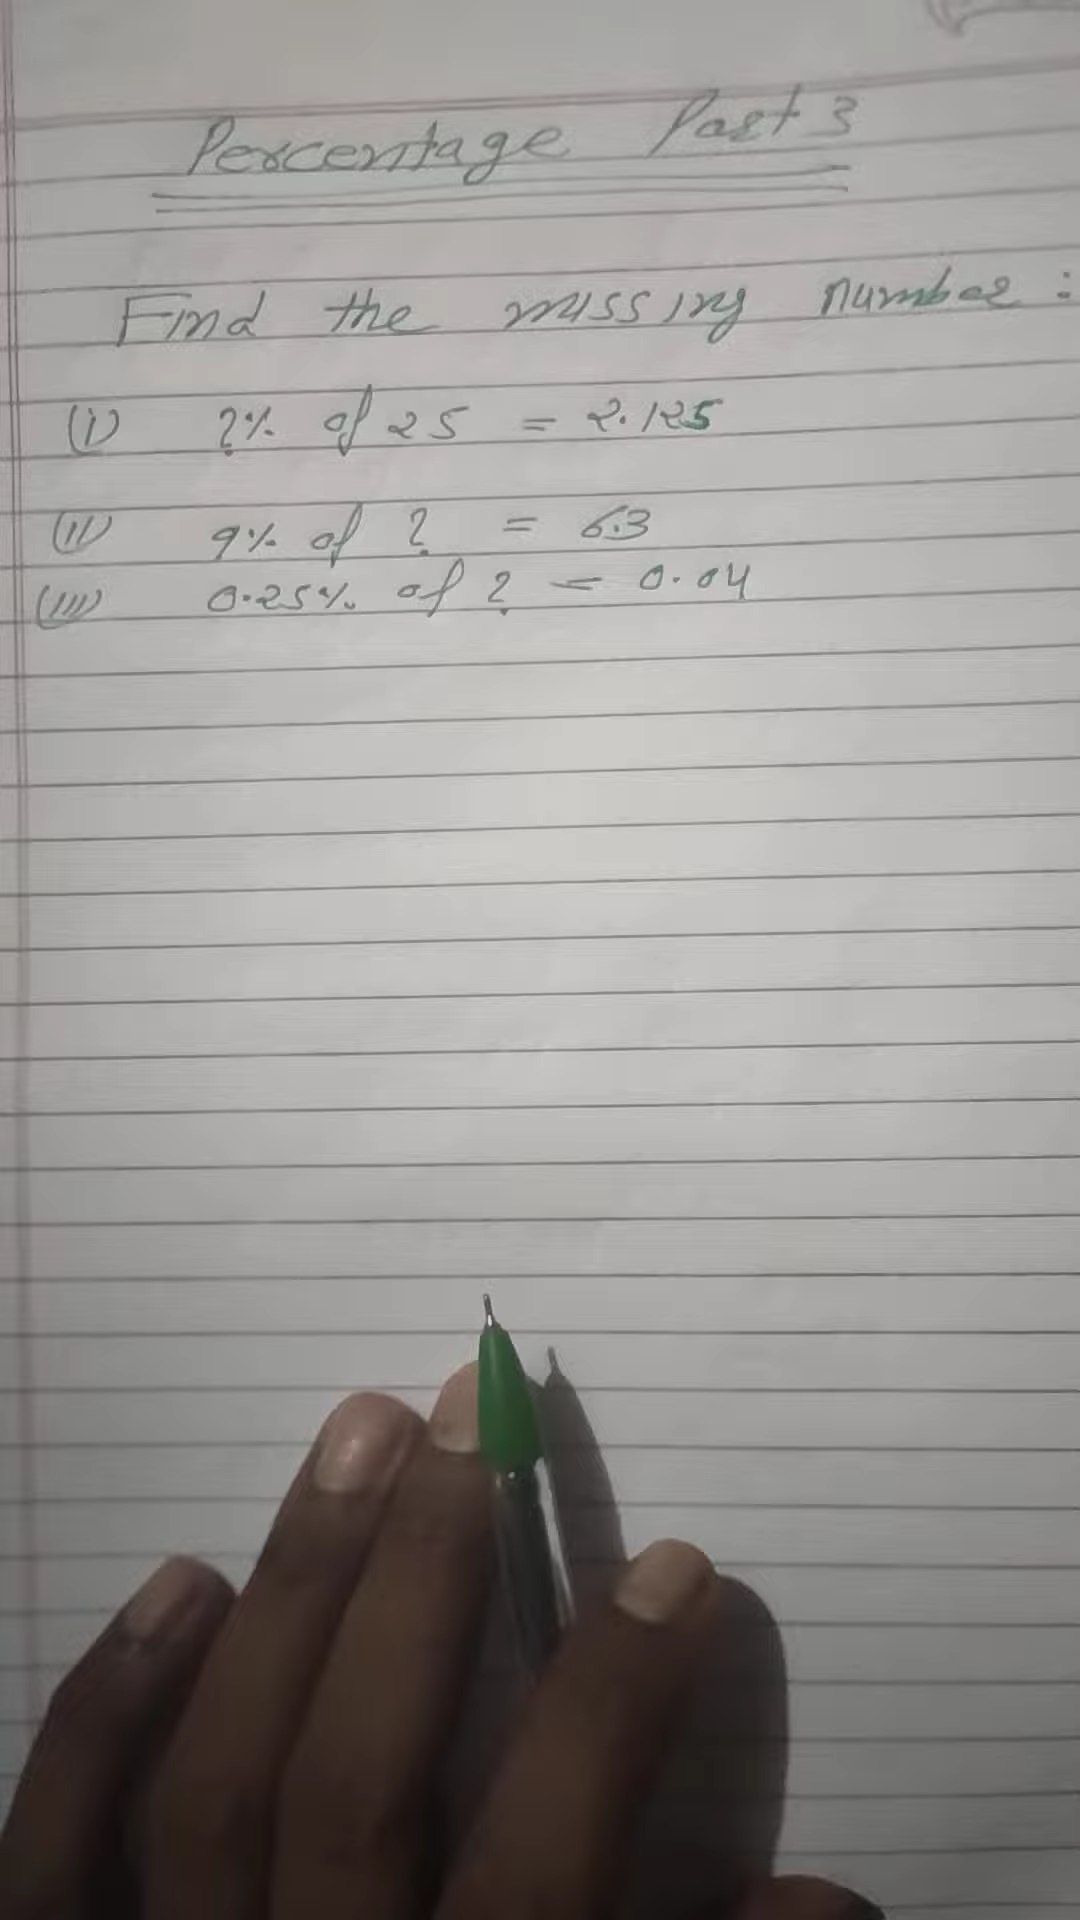 Percentage Part 3
Find the missing number :
(i) ?% of 25 = 2.125
(ii) 9% of ? = 6.3
(iii) 0.25% of ? = 0.04